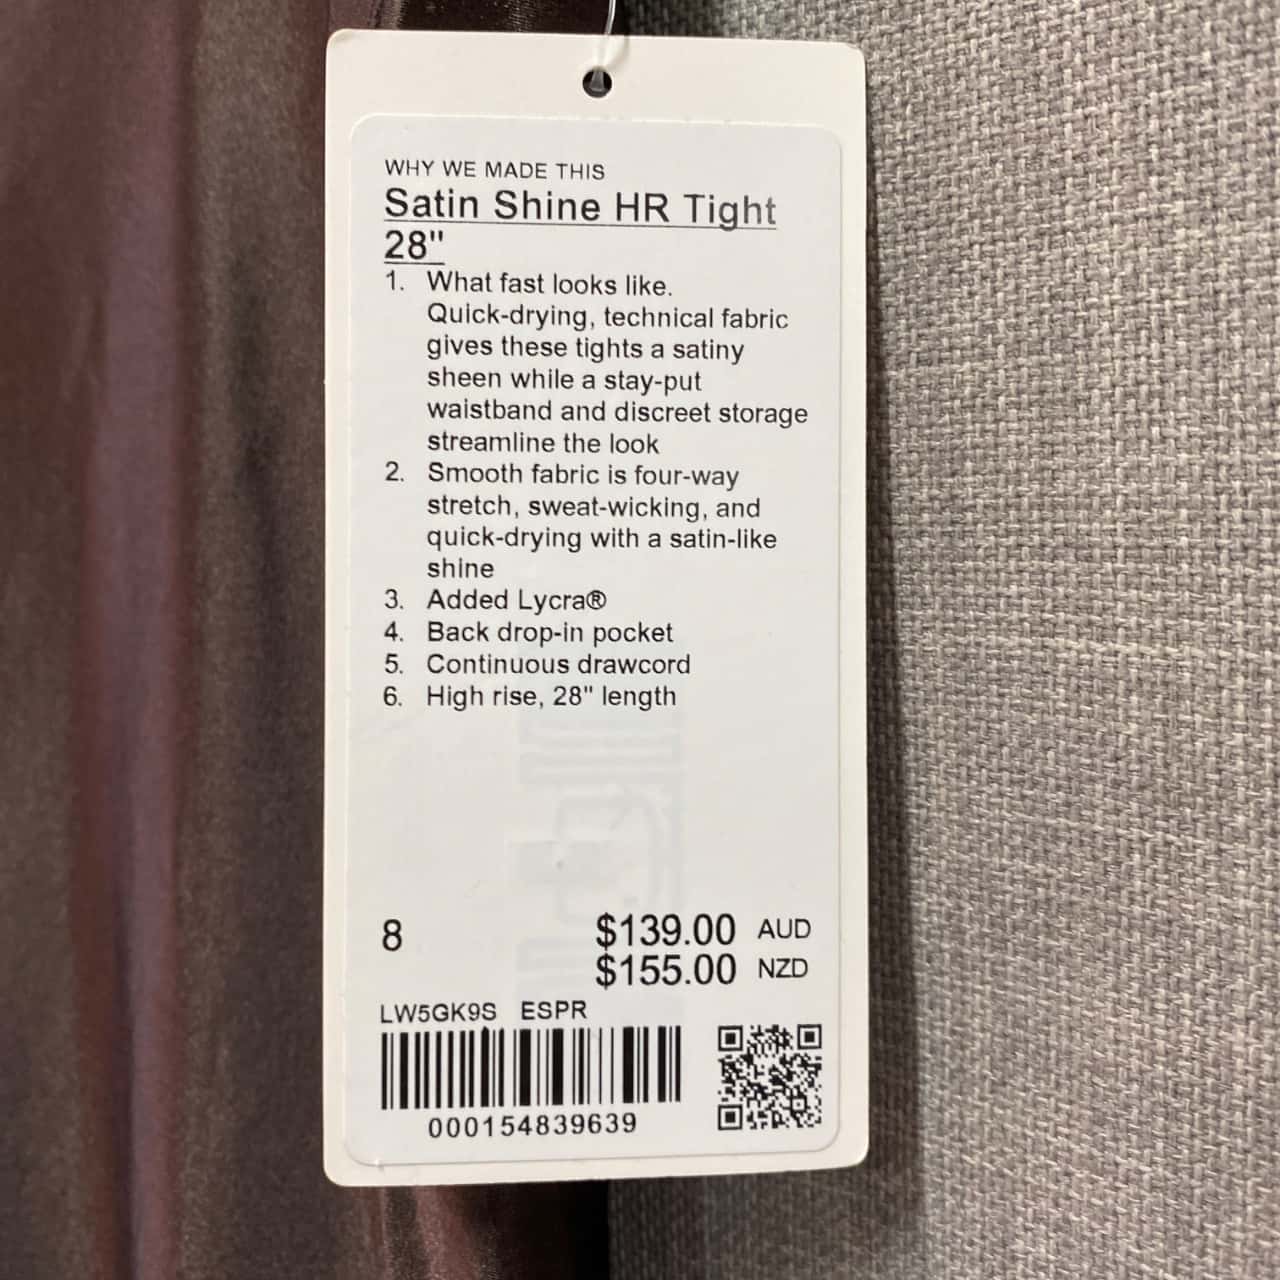 WHY WE MADE THIS
Satin Shine HR Tight
28"
1. What fast looks like.
Quick-drying, technical fabric
gives these tights a satiny
sheen while a stay-put
waistband and discreet storage
streamline the look
2. Smooth fabric is four-way
stretch, sweat-wicking, and
quick-drying with a satin-like
shine
3. Added Lycra®
4. Back drop-in pocket
5. Continuous drawcord
6. High rise, 28" length
8 $139.00 AUD
$155.00 NZD
LW5GK9S ESPR
000154839639